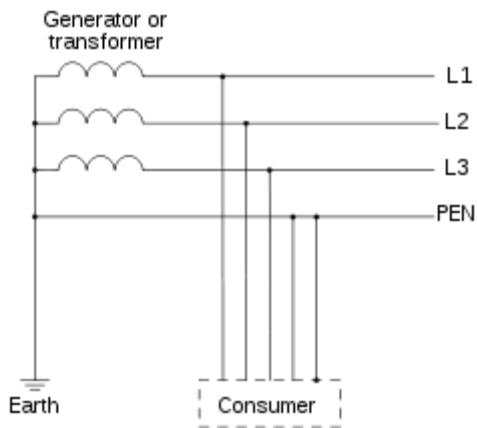 Generator or
transformer
L1
L2
L3
PEN
Earth
Consumer